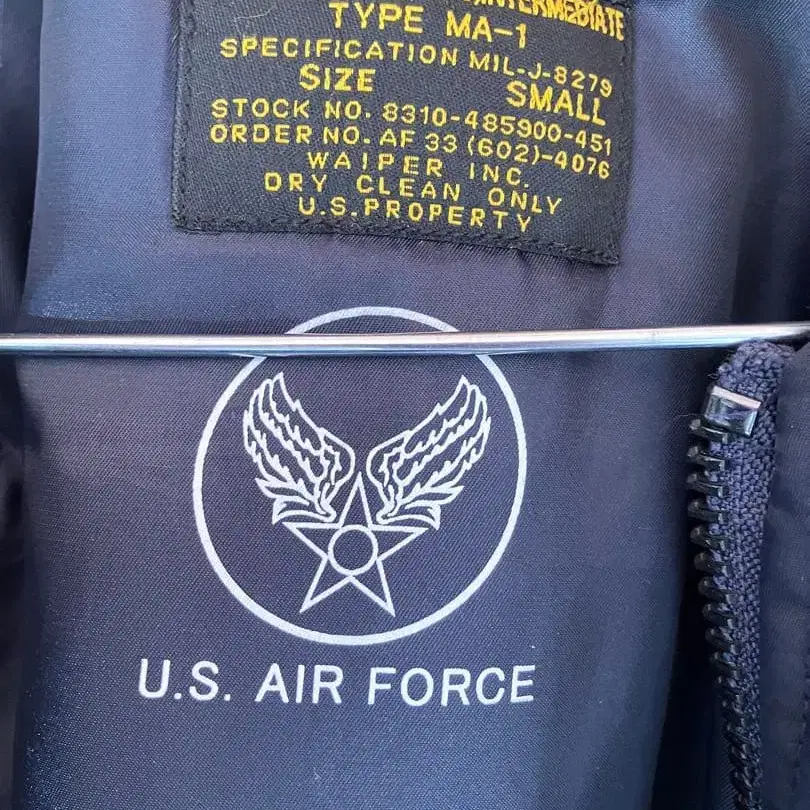 INTERMEDIATE
TYPE MA-1
SPECIFICATION MIL-J-8279
SIZE SMALL
STOCK NO. 8310-485900-451
ORDER NO. AF 33 (602)-4076
WAIPER INC.
DRY CLEAN ONLY
U.S. PROPERTY
U.S. AIR FORCE